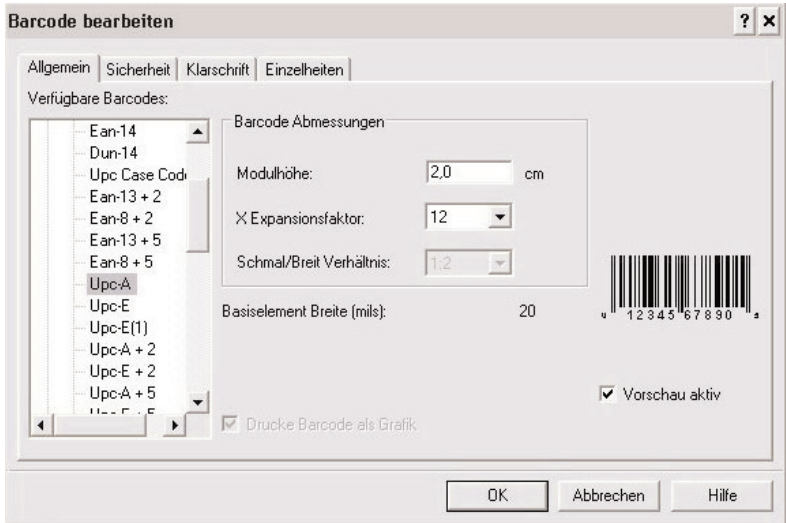 Barcode bearbeiten
Allgemein Sicherheit Klarschrift Einzelheiten
Verfügbare Barcodes:
Ean-14
Dun-14
Upc Case Code
Ean-13 + 2
Ean-8 + 2
Ean-13 + 5
Ean-8 + 5
Upc-A
Upc-E
Upc-E(1)
Upc-A + 2
Upc-E + 2
Upc-A + 5
Upc-E + 5
Barcode Abmessungen
Modulhöhe: 2,0 cm
X Expansionsfaktor: 12
Schmal/Breit Verhältnis: 1:2
Basiselement Breite (mils): 20
12345 67890
Vorschau aktiv
Drucke Barcode als Grafik
OK Abbrechen Hilfe